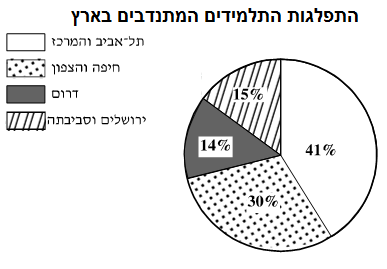 התפלגות התלמידים המתנדבים בארץ
תל-אביב והמרכז
חיפה והצפון
דרום
ירושלים וסביבתה
15%
14%
41%
30%